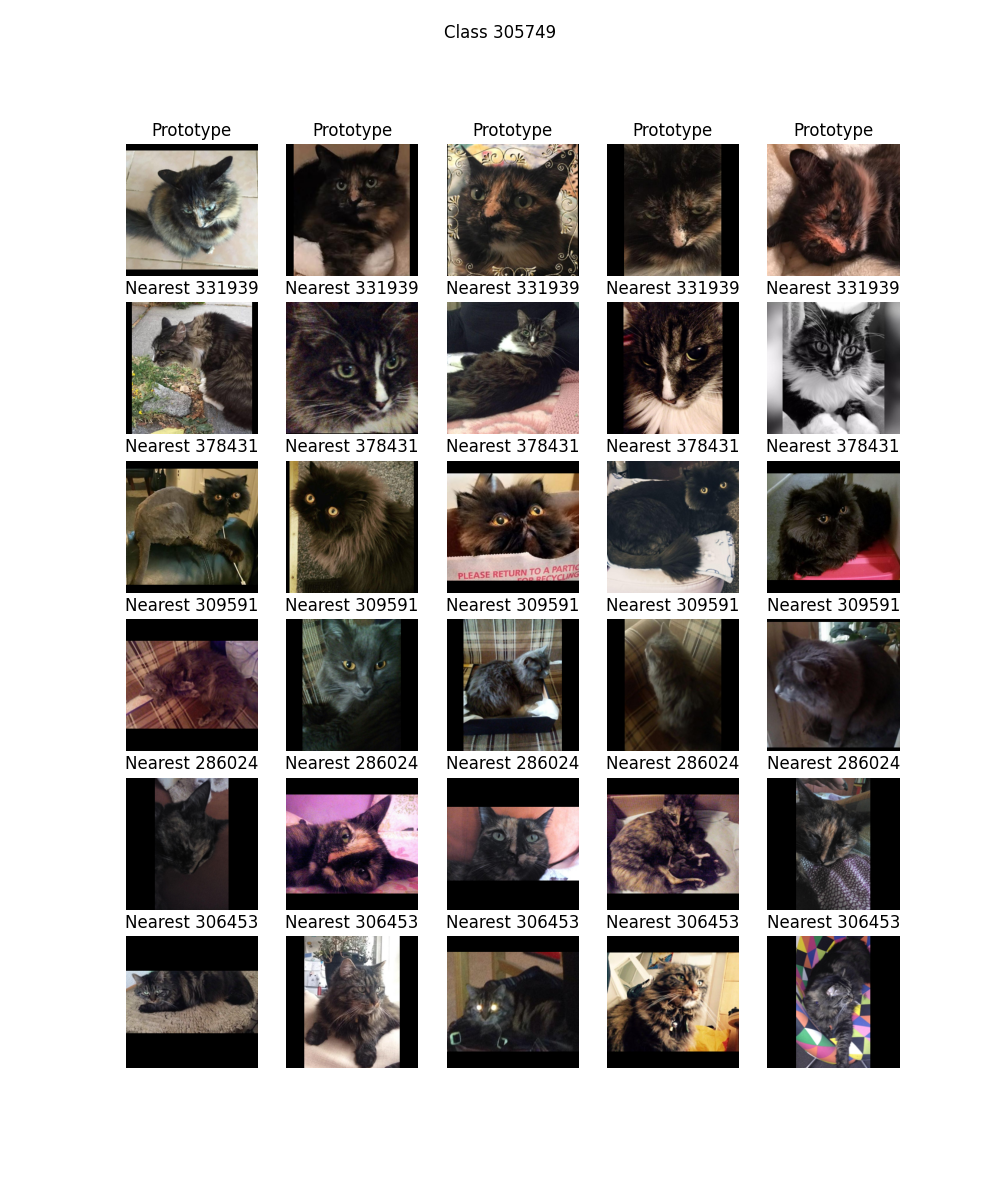 Class 305749
Prototype Prototype Prototype Prototype Prototype
Nearest 331939 Nearest 331939 Nearest 331939 Nearest 331939 Nearest 331939
Nearest 378431 Nearest 378431 Nearest 378431 Nearest 378431 Nearest 378431
PLEASE RETURN TO A PARTIC
FOR RECYCLING
Nearest 309591 Nearest 309591 Nearest 309591 Nearest 309591 Nearest 309591
Nearest 286024 Nearest 286024 Nearest 286024 Nearest 286024 Nearest 286024
Nearest 306453 Nearest 306453 Nearest 306453 Nearest 306453 Nearest 306453